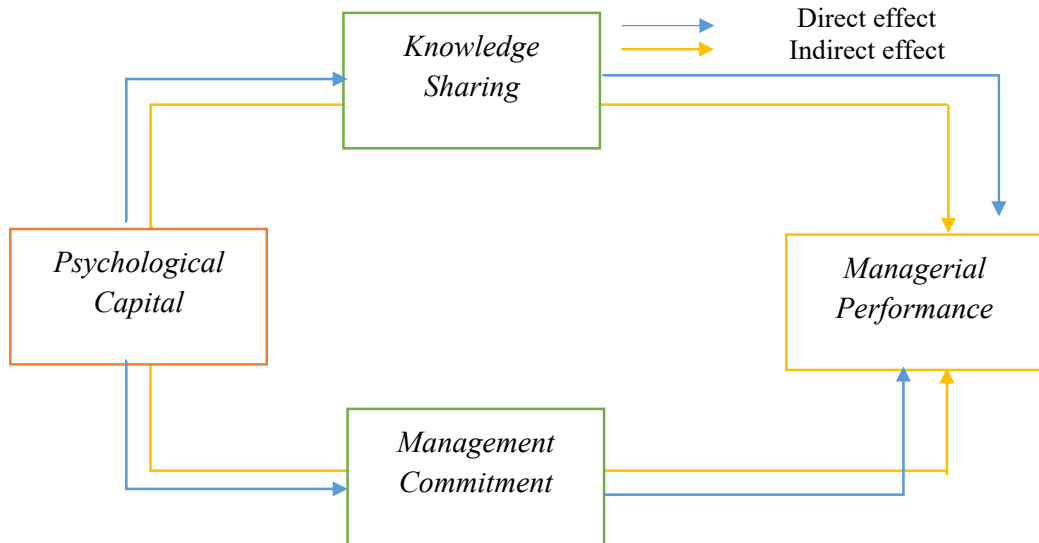 Direct effect
Indirect effect
Knowledge
Sharing
Psychological
Capital
Managerial
Performance
Management
Commitment